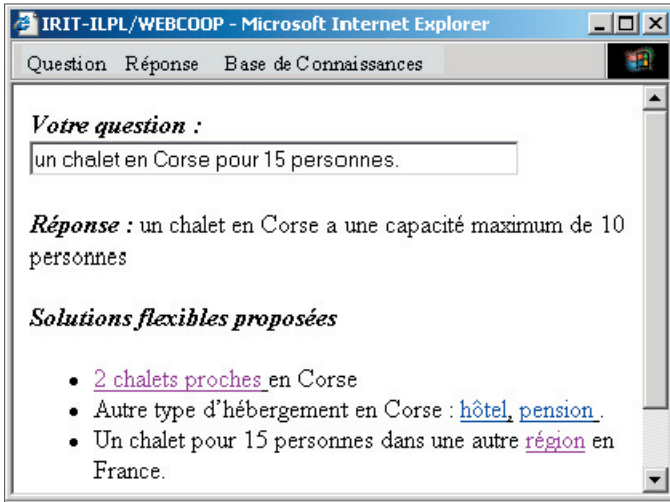 IRIT-ILPL/WEBCOOP - Microsoft Internet Explorer
Question Réponse Base de Connaissances
Votre question :
un chalet en Corse pour 15 personnes.
Réponse : un chalet en Corse a une capacité maximum de 10
personnes
Solutions flexibles proposées
• 2 chalets proches en Corse
• Autre type d'hébergement en Corse : hôtel, pension .
• Un chalet pour 15 personnes dans une autre région en
France.